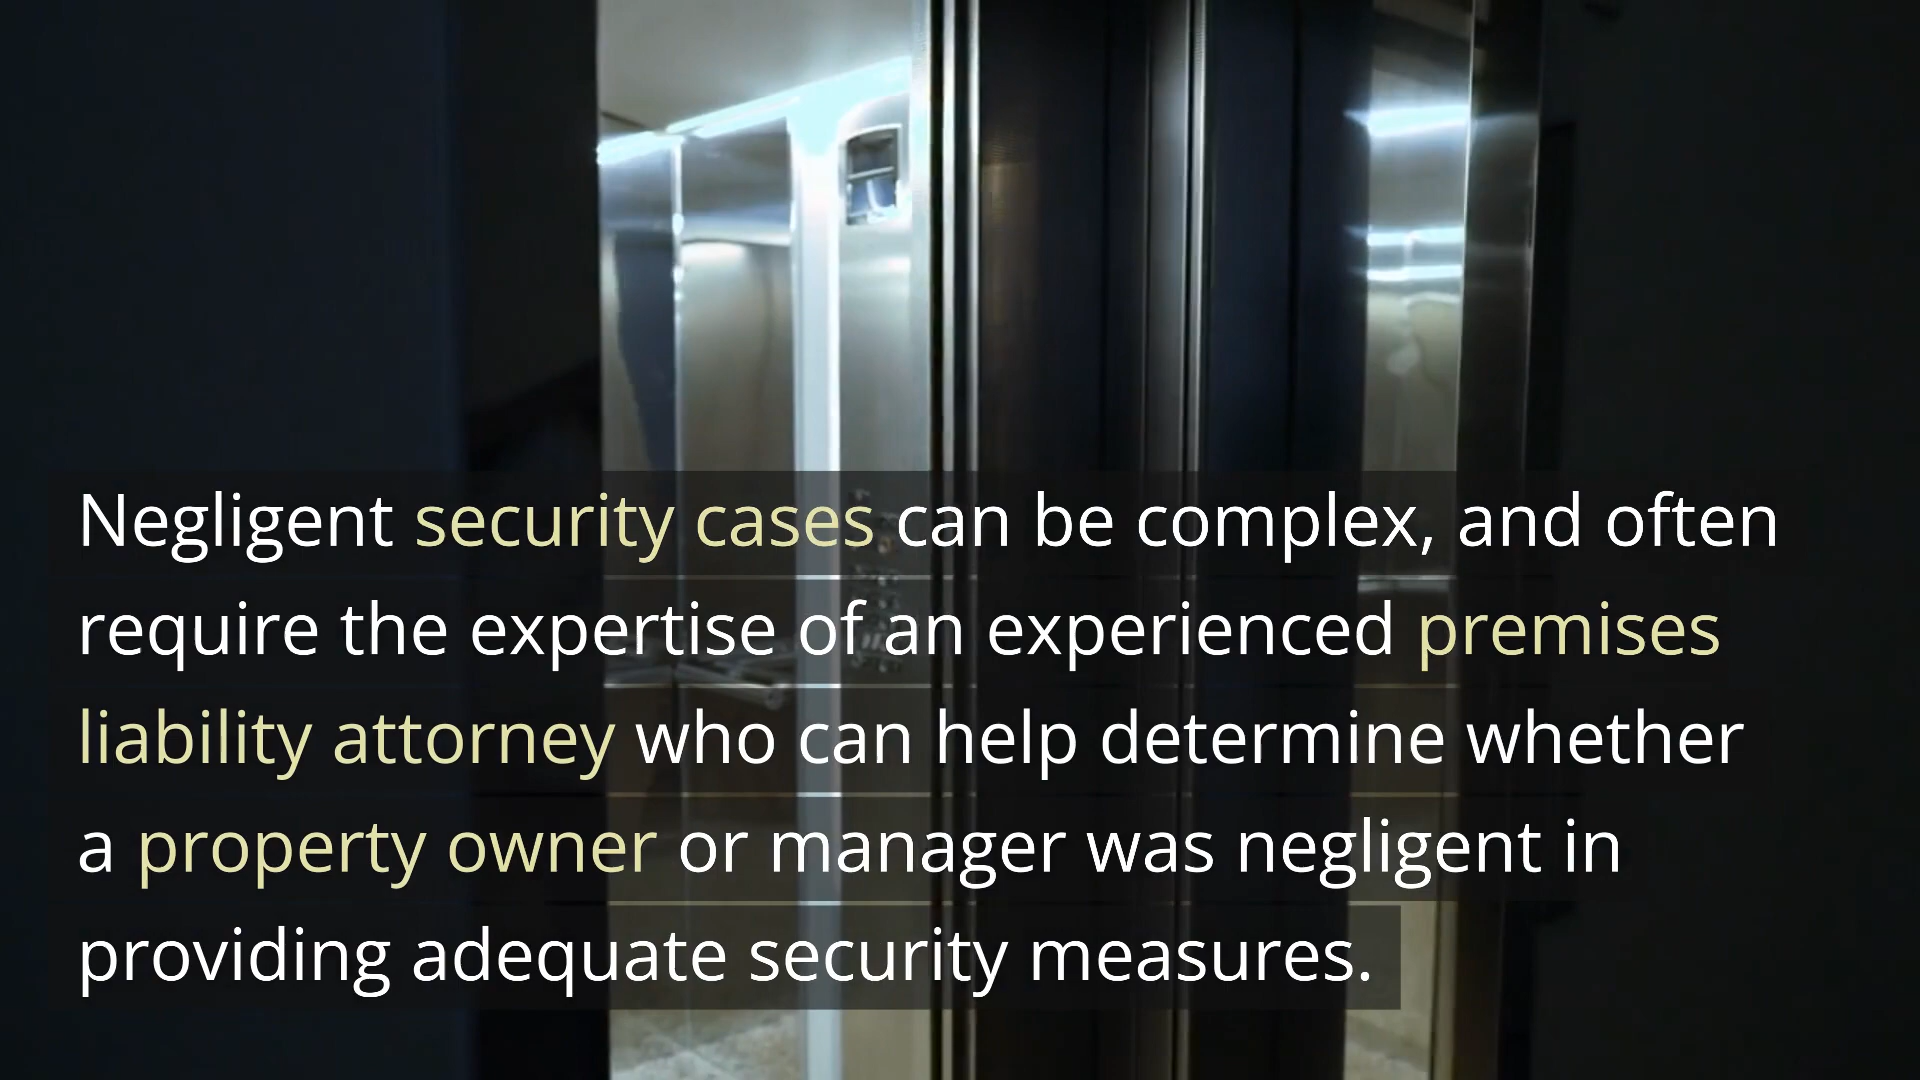 Negligent security cases can be complex, and often
require the expertise of an experienced premises
liability attorney who can help determine whether
a property owner or manager was negligent in
providing adequate security measures.